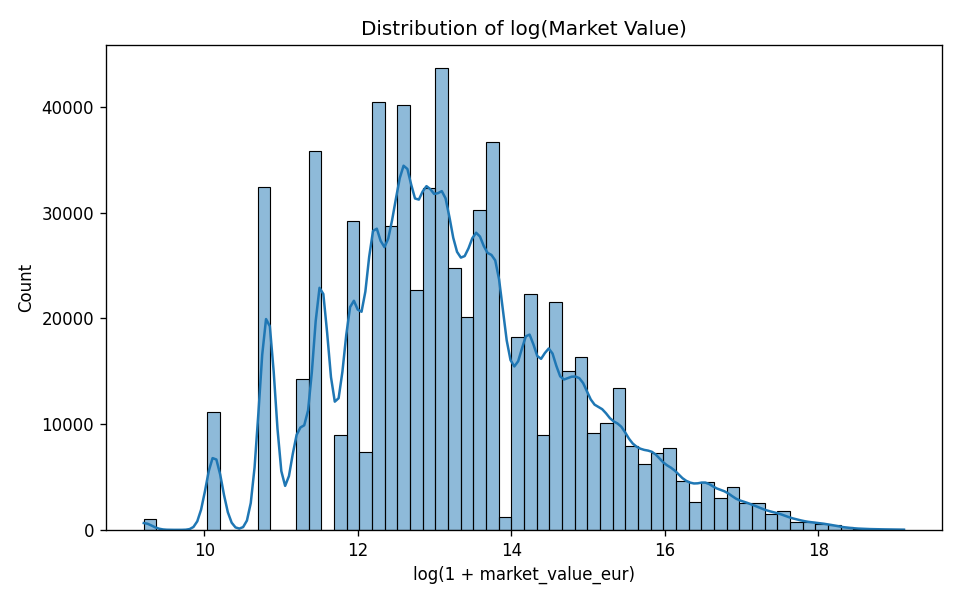 Distribution of log(Market Value)
Count
40000
30000
20000
10000
0
10 12 14 16 18
log(1 + market_value_eur)